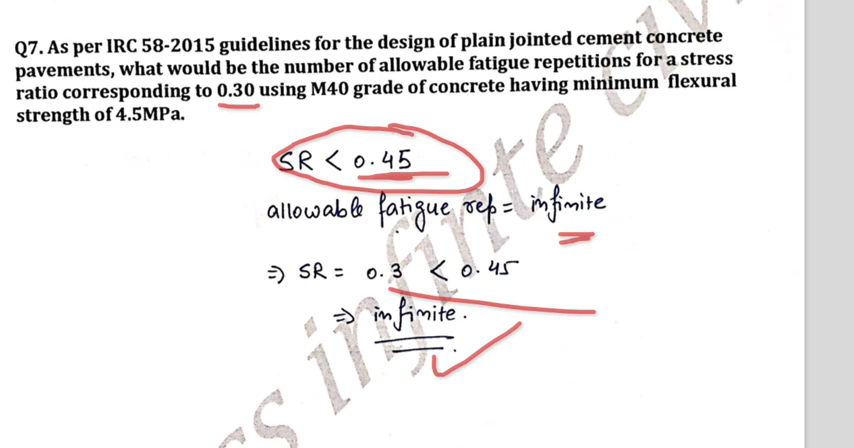 Q7. As per IRC 58-2015 guidelines for the design of plain jointed cement concrete
pavements, what would be the number of allowable fatigue repetitions for a stress
ratio corresponding to 0.30 using M40 grade of concrete having minimum flexural
strength of 4.5MPa.
SR < 0.45
allowable fatigue rep = infinite
⇒ SR = 0.3 < 0.45
⇒ infinite.
ss infinite civi